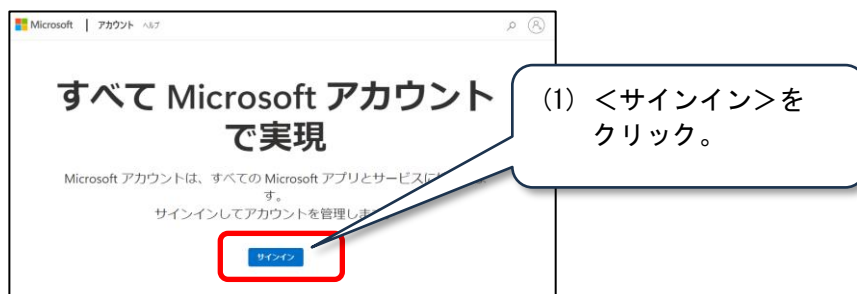 Microsoft | アカウント ヘルプ
すべて Microsoft アカウント
で実現
Microsoft アカウントは、すべての Microsoft アプリとサービスに
す。
サインインしてアカウントを管理しま
サインイン
(1) <サインイン>を
クリック。